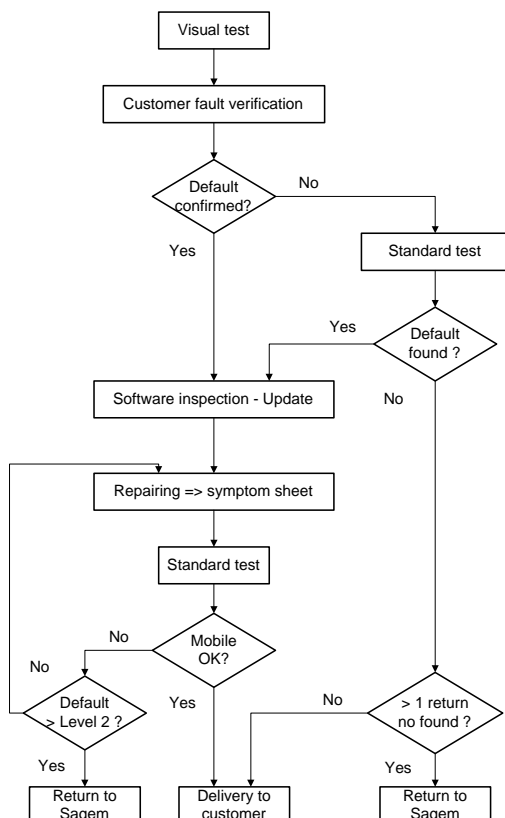 Visual test
Customer fault verification
Default
confirmed?
No
Yes
Standard test
Yes
Default
found ?
No
Software inspection - Update
Repairing => symptom sheet
Standard test
No
Mobile
OK?
No
Yes
Default
> Level 2 ?
No
> 1 return
no found ?
Yes
Yes
Return to
Sagem
Delivery to
customer
Return to
Sagem